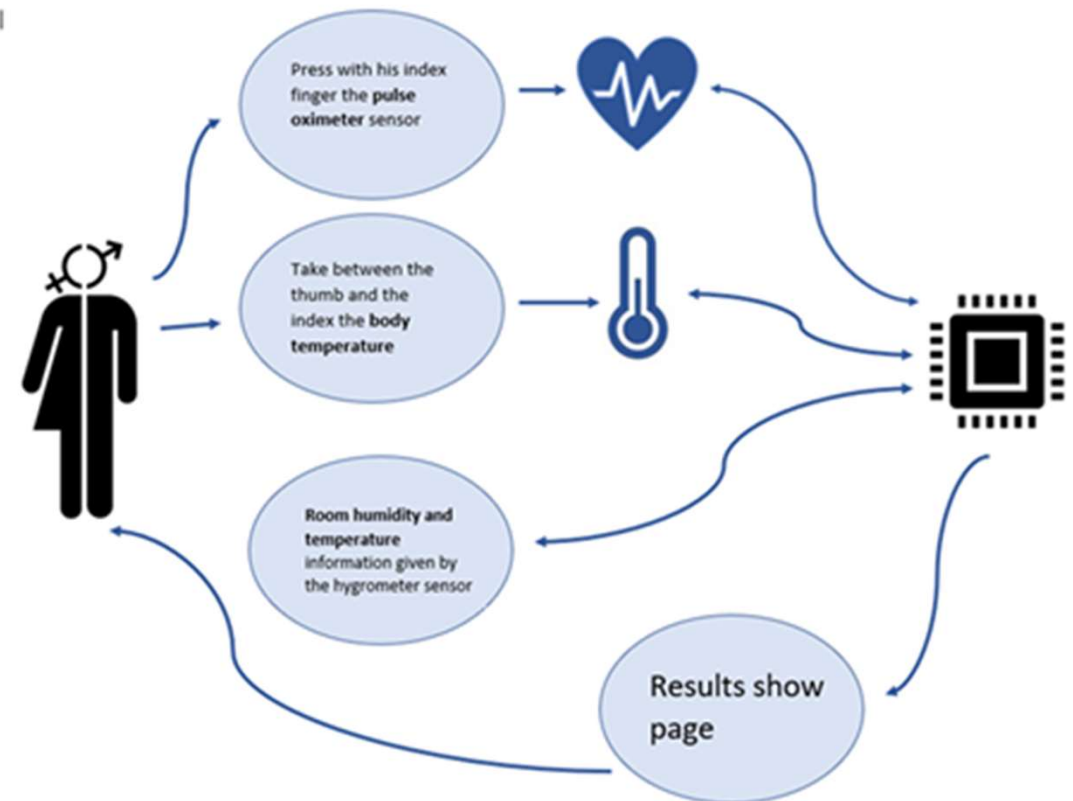 Press with his index
finger the pulse
oximeter sensor
Take between the
thumb and the
index the body
temperature
Room humidity and
temperature
information given by
the hygrometer sensor
Results show
page